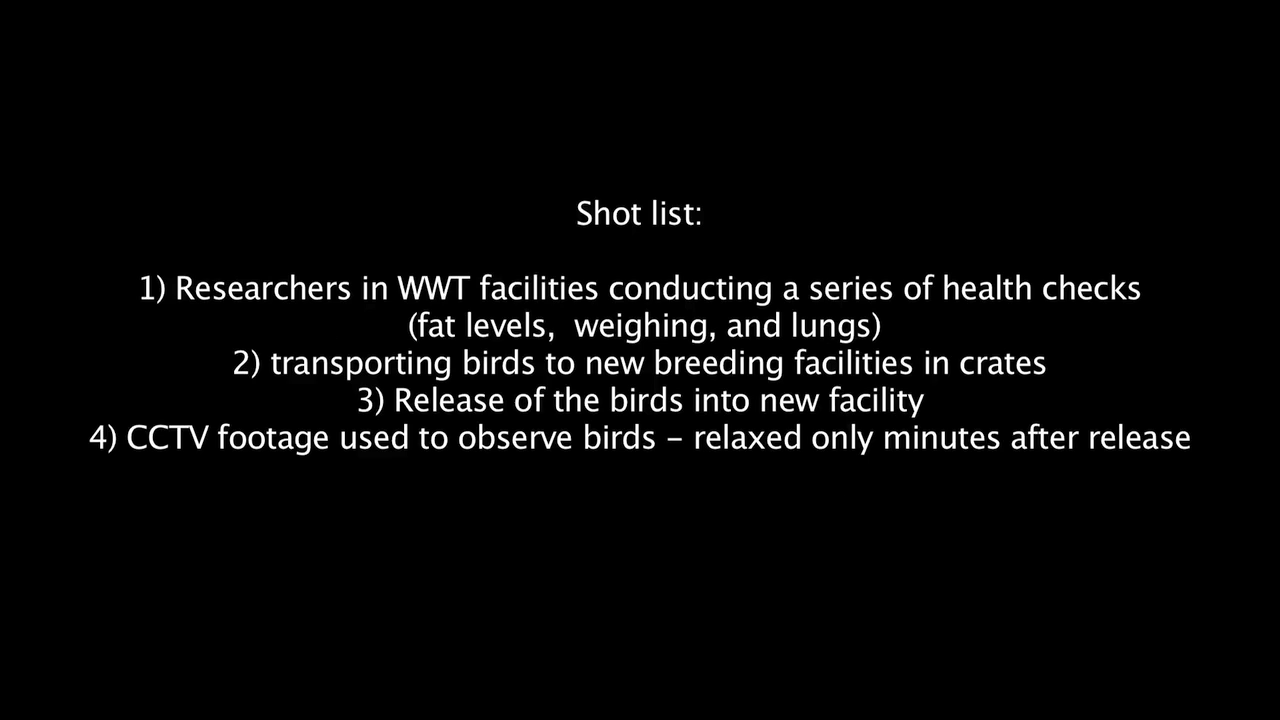 Shot list:
1) Researchers in WWT facilities conducting a series of health checks
(fat levels,  weighing, and lungs)
2) transporting birds to new breeding facilities in crates
3) Release of the birds into new facility
4) CCTV footage used to observe birds – relaxed only minutes after release